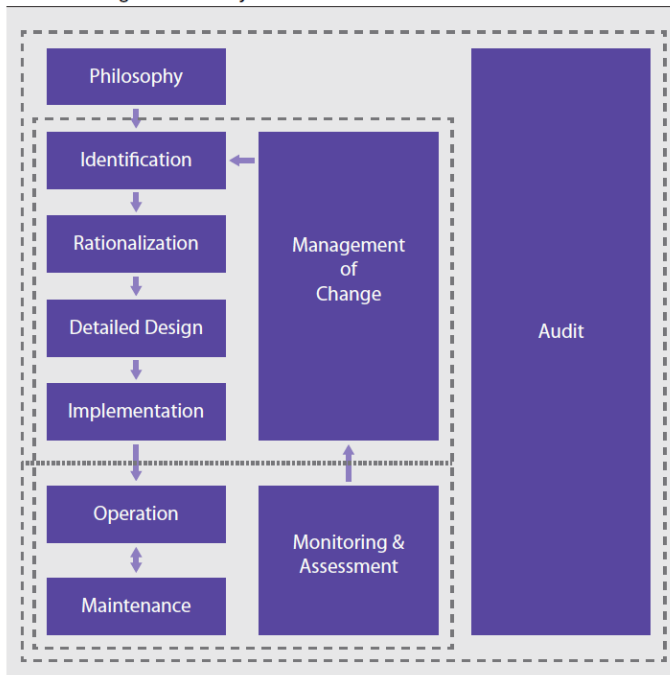 Philosophy
Identification
Rationalization
Detailed Design
Implementation
Operation
Maintenance
Management
of
Change
Monitoring &
Assessment
Audit